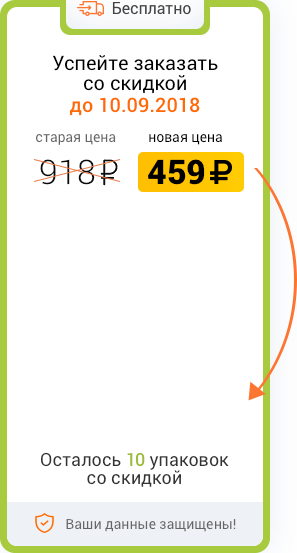 Бесплатно
Успейте заказать
со скидкой
до 10.09.2018
старая цена новая цена
918₽ 459₽
Осталось 10 упаковок
со скидкой
Ваши данные защищены!